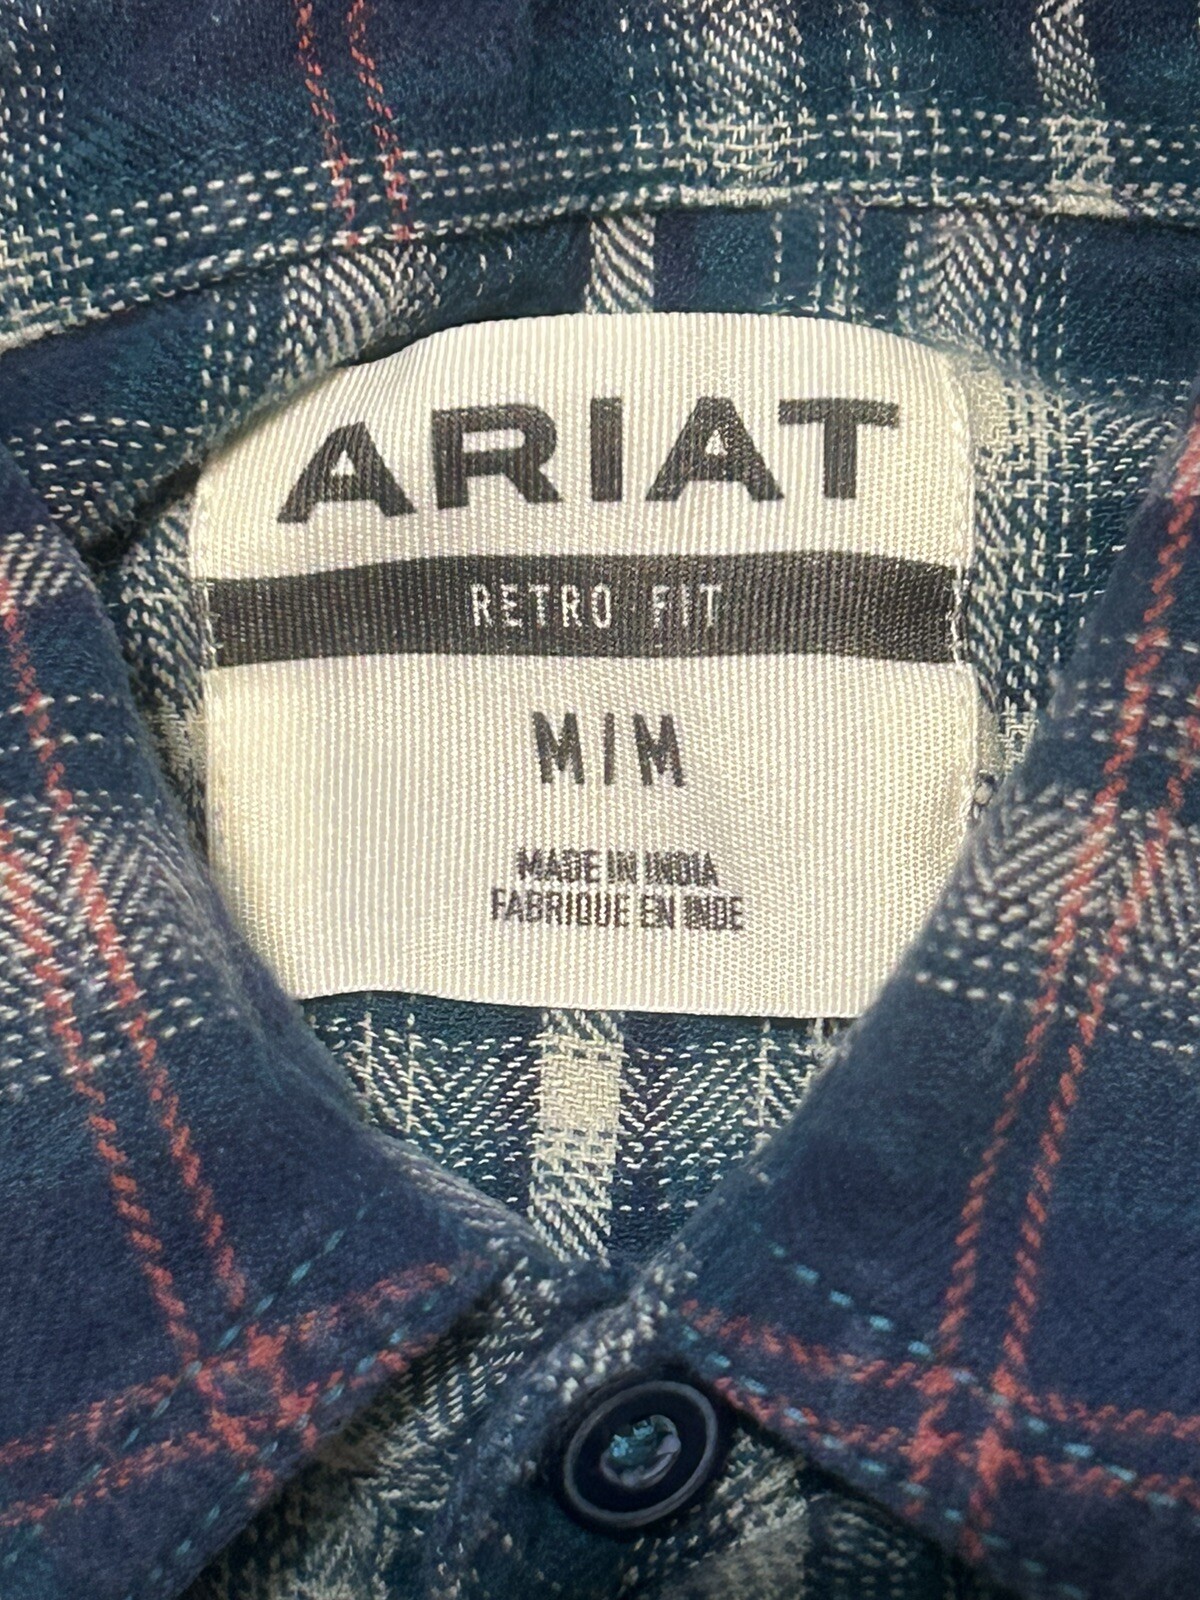 ARIAT
RETRO FIT
M/M
MADE IN INDIA
FABRIQUE EN INDE